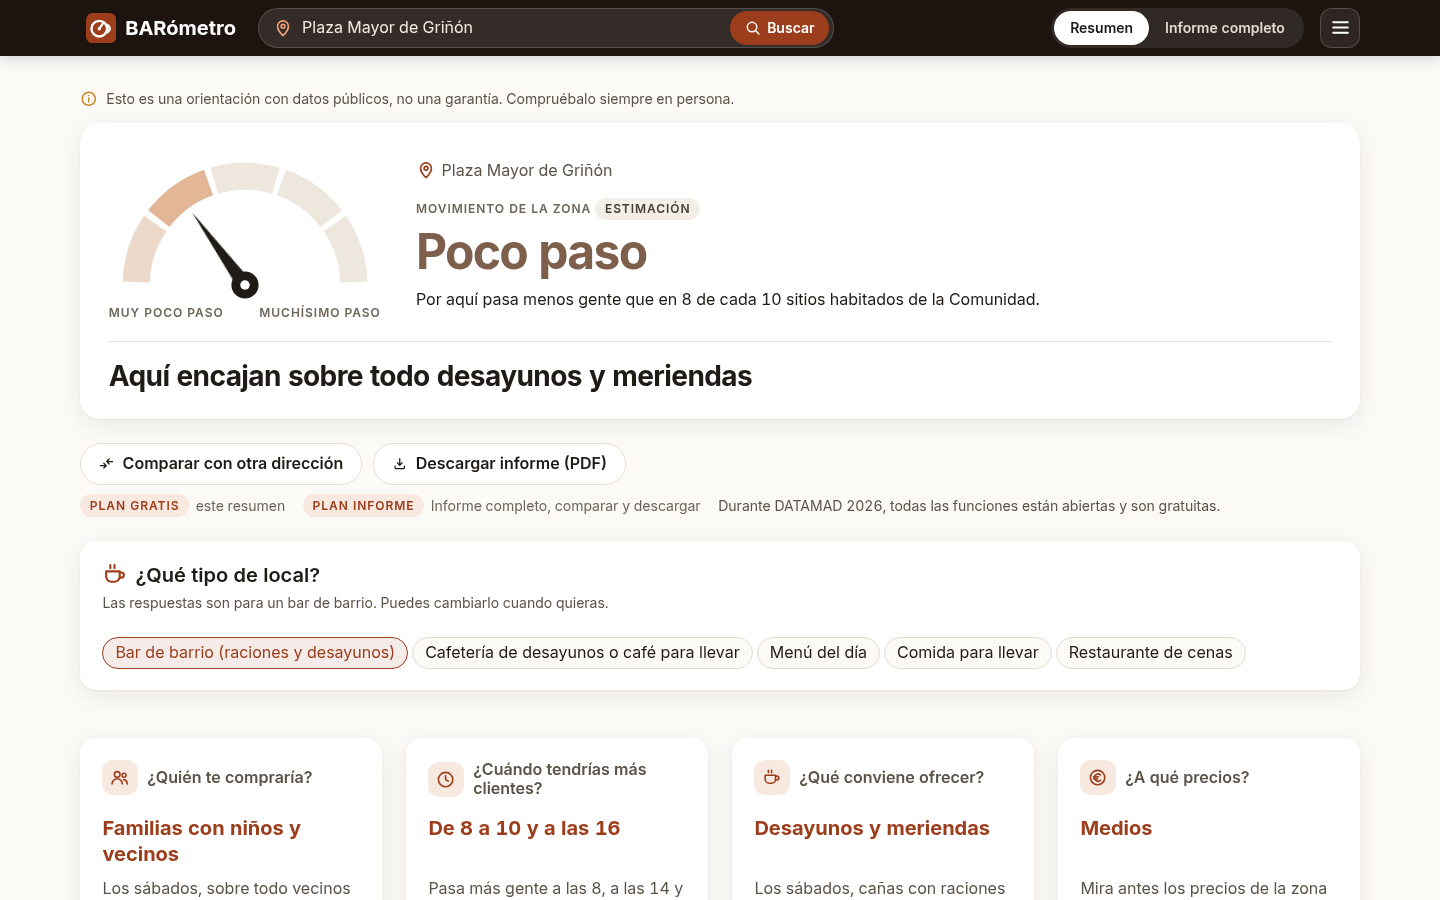 BARómetro
Plaza Mayor de Griñón
Buscar
Resumen
Informe completo
Esto es una orientación con datos públicos, no una garantía. Compruébalo siempre en persona.
MUY POCO PASO
MUCHÍSIMO PASO
Plaza Mayor de Griñón
MOVIMIENTO DE LA ZONA ESTIMACIÓN
Poco paso
Por aquí pasa menos gente que en 8 de cada 10 sitios habitados de la Comunidad.
Aquí encajan sobre todo desayunos y meriendas
Comparar con otra dirección
Descargar informe (PDF)
PLAN GRATIS este resumen PLAN INFORME Informe completo, comparar y descargar Durante DATAMAD 2026, todas las funciones están abiertas y son gratuitas.
¿Qué tipo de local?
Las respuestas son para un bar de barrio. Puedes cambiarlo cuando quieras.
Bar de barrio (raciones y desayunos)
Cafetería de desayunos o café para llevar
Menú del día
Comida para llevar
Restaurante de cenas
¿Quién te compraría?
Familias con niños y
vecinos
Los sábados, sobre todo vecinos
¿Cuándo tendrías más
clientes?
De 8 a 10 y a las 16
Pasa más gente a las 8, a las 14 y
¿Qué conviene ofrecer?
Desayunos y meriendas
Los sábados, cañas con raciones
¿A qué precios?
Medios
Mira antes los precios de la zona